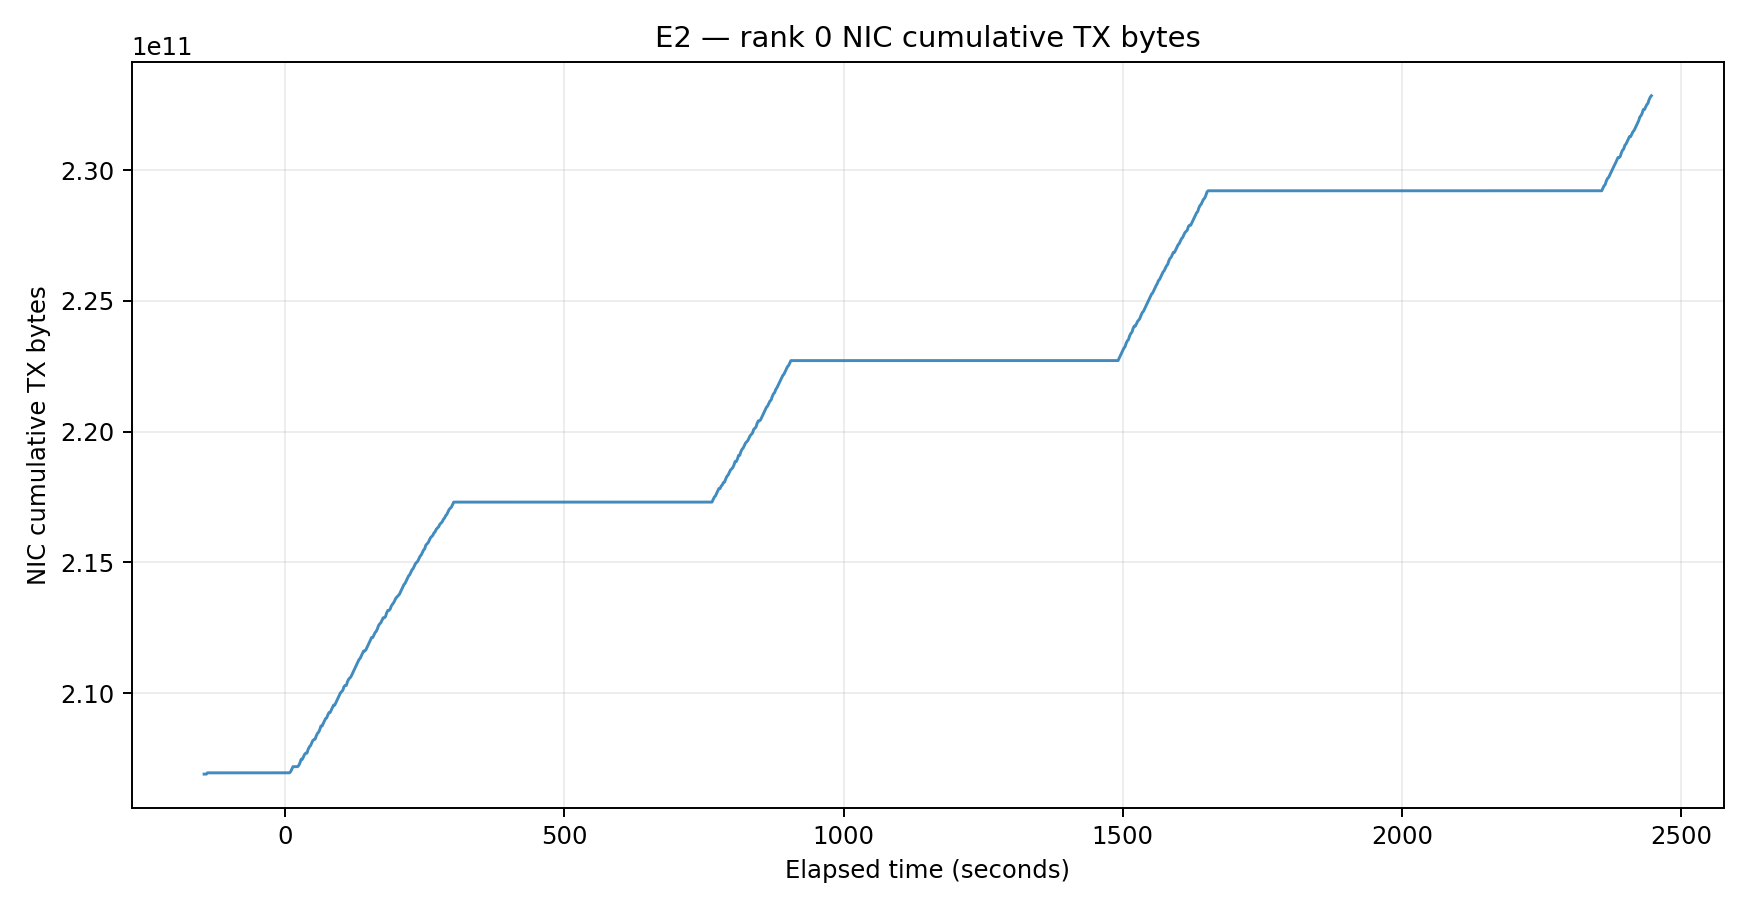 E2 — rank 0 NIC cumulative TX bytes
1e11
NIC cumulative TX bytes
2.30
2.25
2.20
2.15
2.10
0 500 1000 1500 2000 2500
Elapsed time (seconds)